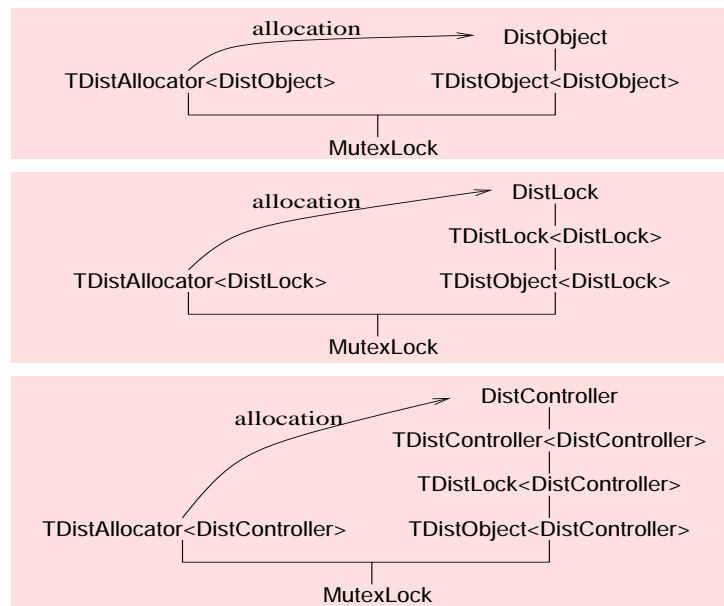 allocation
DistObject
TDistAllocator<DistObject>
TDistObject<DistObject>
MutexLock
allocation
DistLock
TDistLock<DistLock>
TDistAllocator<DistLock>
TDistObject<DistLock>
MutexLock
DistController
allocation
TDistController<DistController>
TDistLock<DistController>
TDistAllocator<DistController>
TDistObject<DistController>
MutexLock